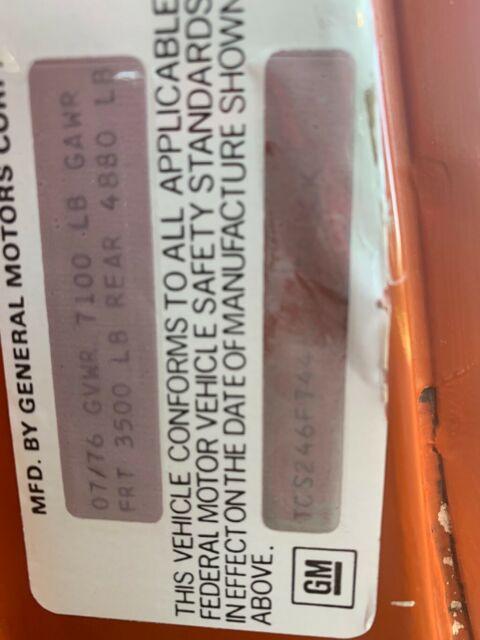 MFD. BY GENERAL MOTORS
07/76 GVWR 7100 LB GAWR
FRT 3500 LB REAR 4880 LB
THIS VEHICLE CONFORMS TO ALL APPLICABLE
FEDERAL MOTOR VEHICLE SAFETY STANDARDS
IN EFFECT ON THE DATE OF MANUFACTURE SHOWN
ABOVE.
GM